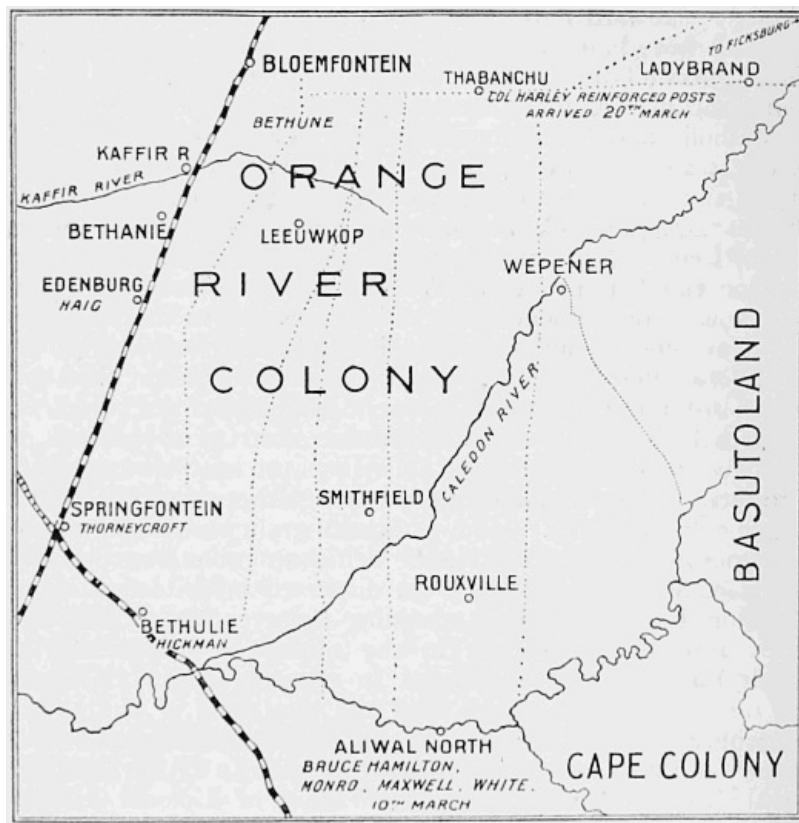 TO FICKSBURG
BLOEMFONTEIN
THABANCHU
LADYBRAND
COL HARLEY REINFORCED POSTS
ARRIVED 20TH MARCH
BETHUNE
KAFFIR R
ORANGE
KAFFIR RIVER
BETHANIE
LEEUWKOP
WEPENER
EDENBURG
HAIG
RIVER
COLONY
CALEDON RIVER
BASUTOLAND
SPRINGFONTEIN
THORNEYCROFT
SMITHFIELD
ROUXVILLE
BETHULIE
HICKMAN
ALIWAL NORTH
BRUCE HAMILTON,
MONRO, MAXWELL, WHITE.
10TH MARCH
CAPE COLONY